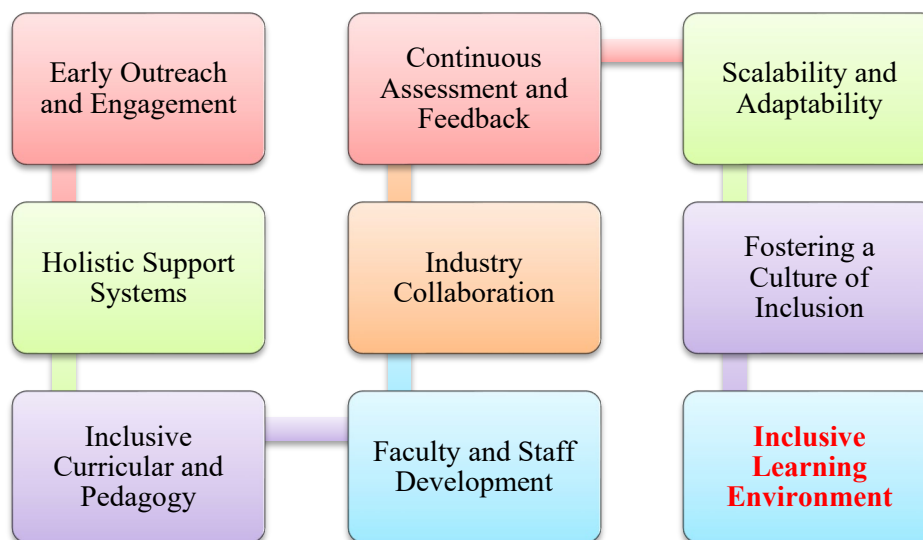 Early Outreach
and Engagement
Holistic Support
Systems
Inclusive
Curricular and
Pedagogy
Faculty and Staff
Development
Industry
Collaboration
Continuous
Assessment and
Feedback
Scalability and
Adaptability
Fostering a
Culture of
Inclusion
Inclusive
Learning
Environment